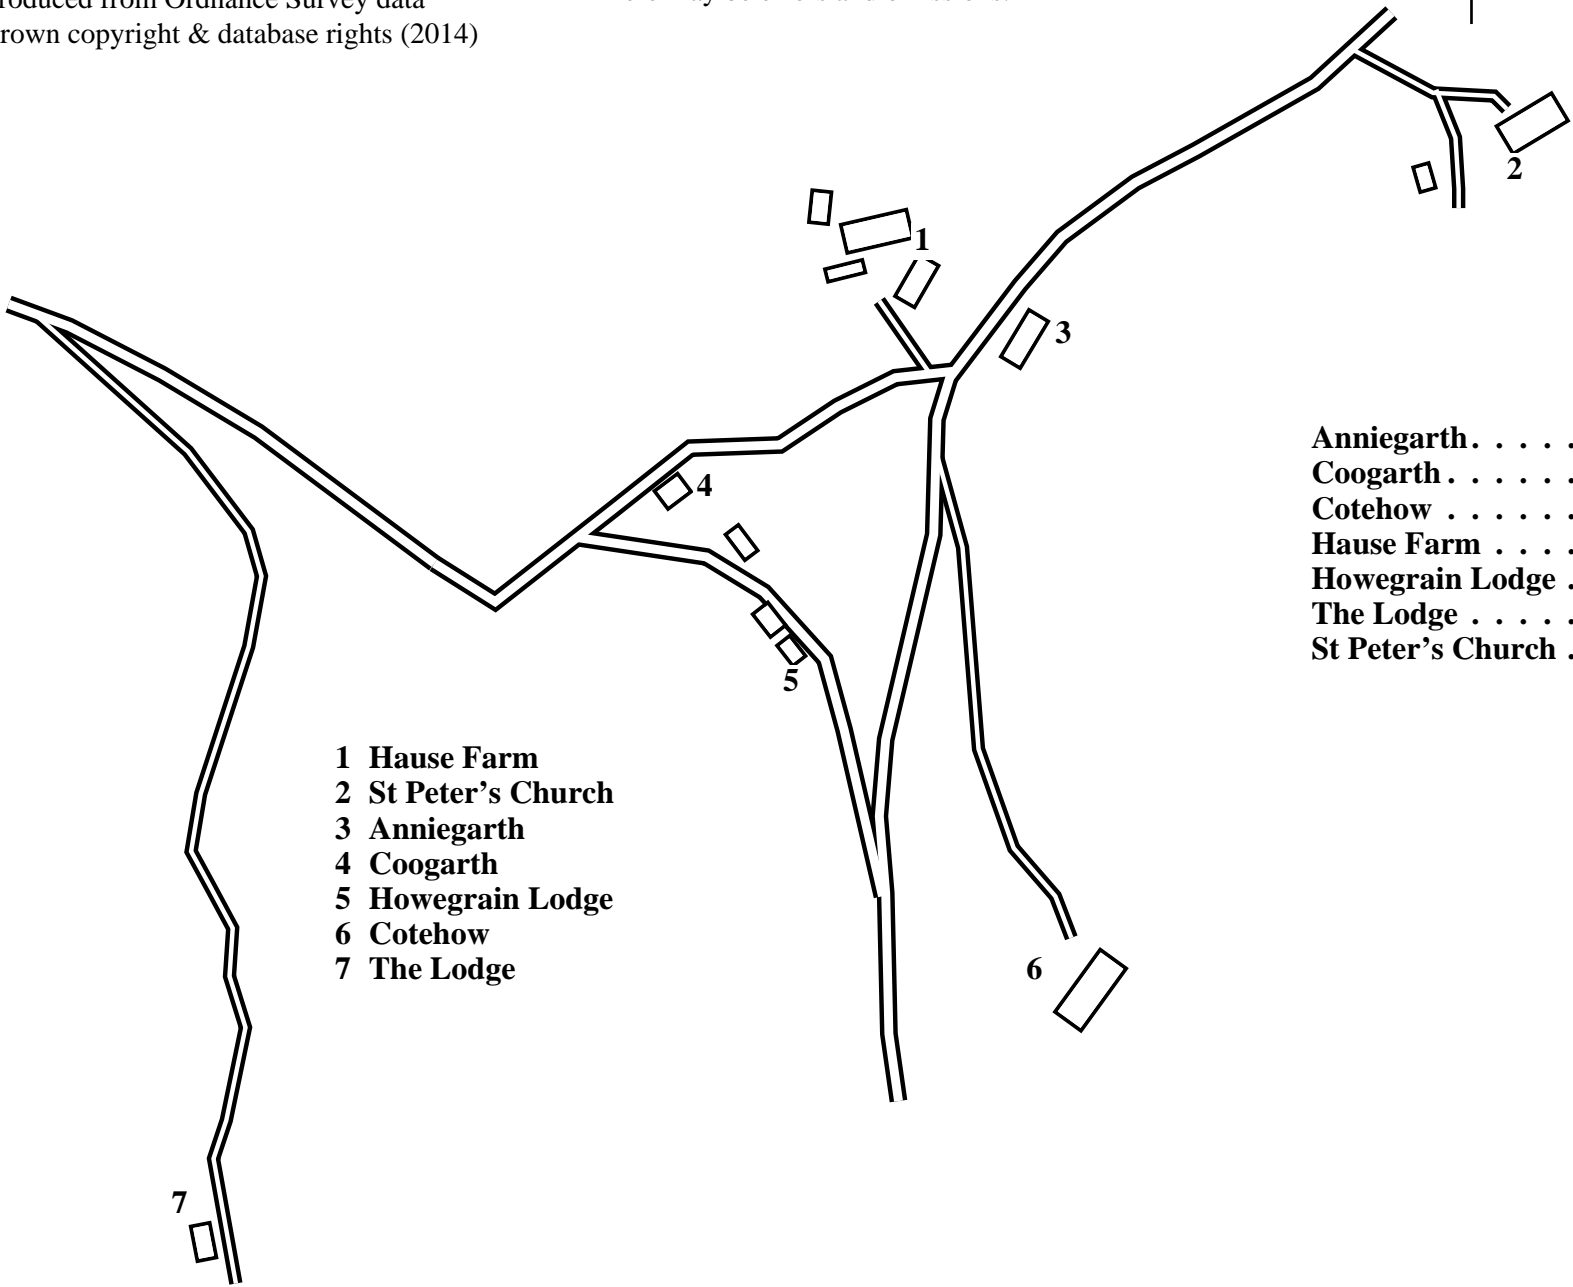 from Ordnance Survey data
copyright & database rights (2014)
1
2
3
4
5
6
7
Anniegarth . . . . .
Coogarth . . . . . .
Cotehow . . . . . .
Hause Farm . . . .
Howegrain Lodge .
The Lodge . . . . .
St Peter’s Church .
1 Hause Farm
2 St Peter’s Church
3 Anniegarth
4 Coogarth
5 Howegrain Lodge
6 Cotehow
7 The Lodge